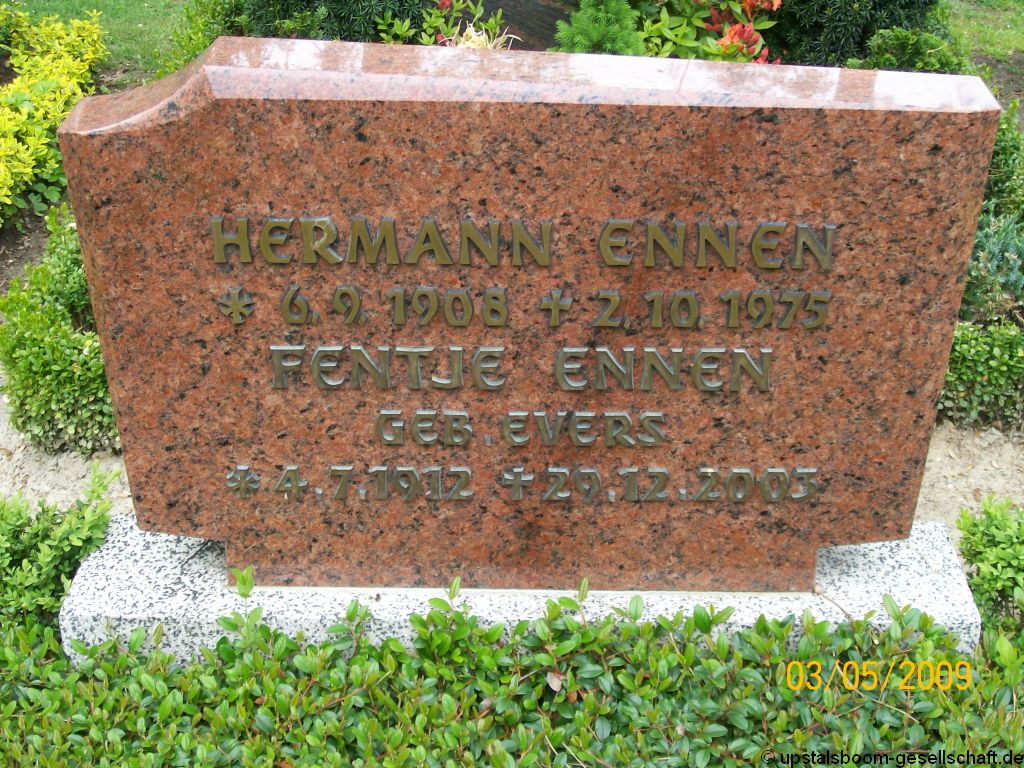 HERMANN ENNEN
* 6.9.1908 † 2.10.1975
FENTJE ENNEN
GEB. EVERS
* 4.7.1912 † 29.12.2003
03/05/2009
© upstalsboom-gesellschaft.de